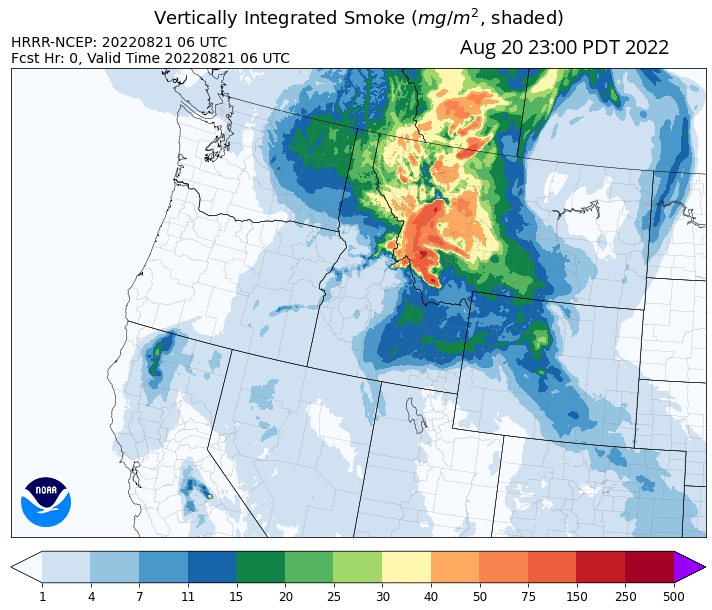 Vertically Integrated Smoke (mg/m², shaded)
HRRR-NCEP: 20220821 06 UTC
Fcst Hr: 0, Valid Time 20220821 06 UTC
Aug 20 23:00 PDT 2022
NOAA
1 4 7 11 15 20 25 30 40 50 75 150 250 500